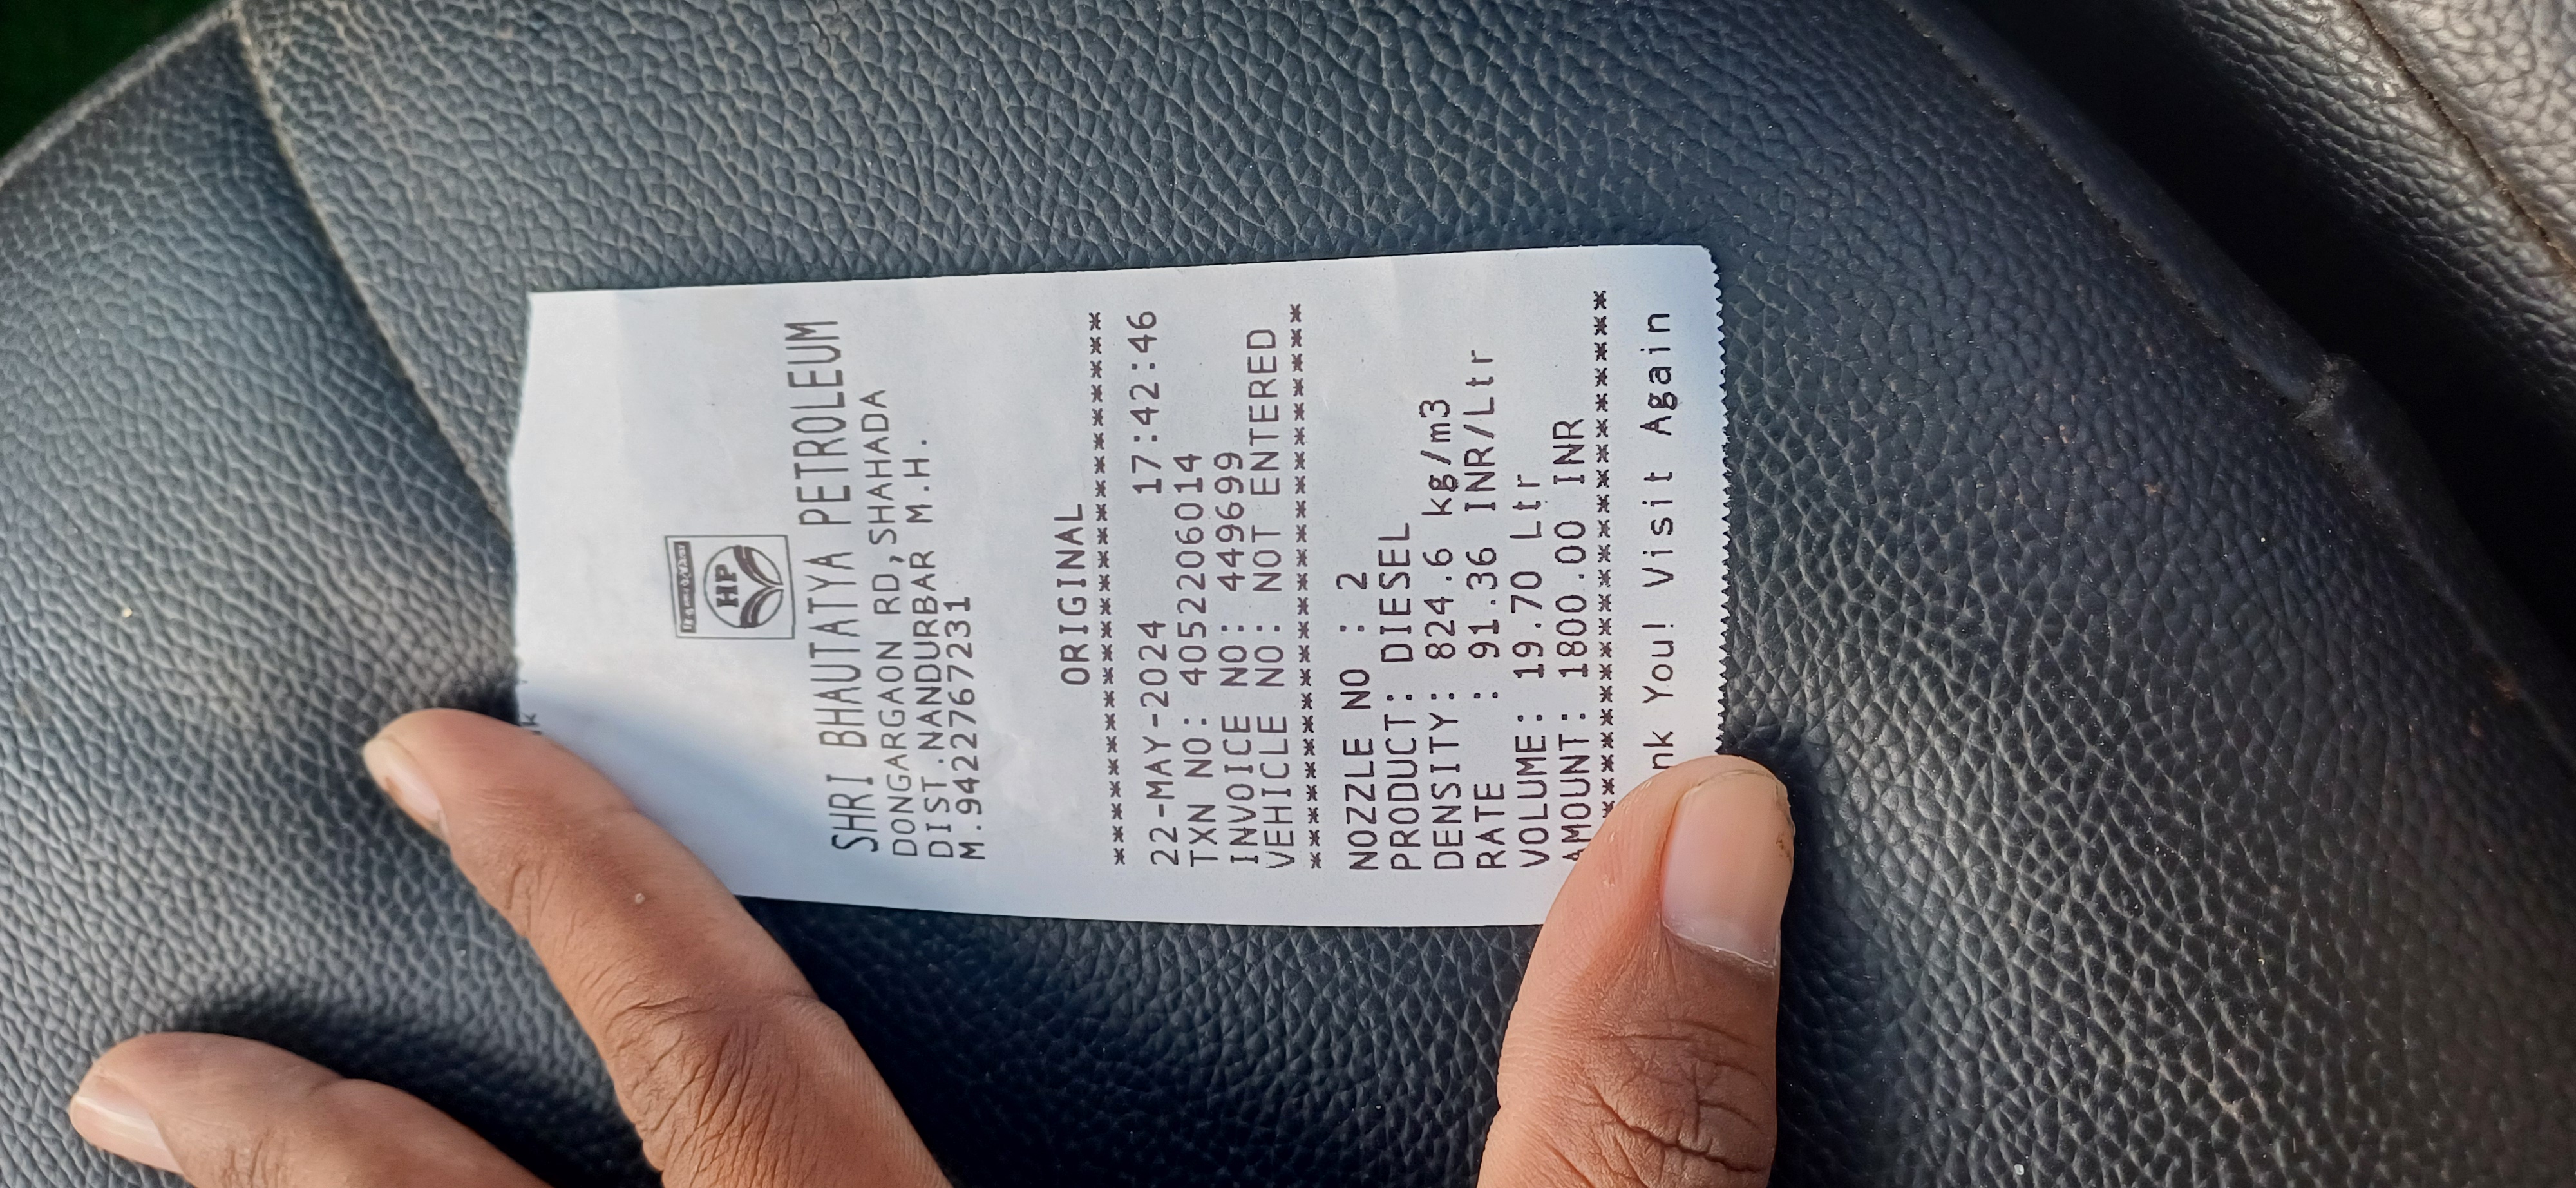 HP
SHRI BHAUTATYA PETROLEUM
DONGARGAON RD,SHAHADA
DIST.NANDURBAR M.H.
M.9422767231
ORIGINAL
***********************
22-MAY-2024 17:42:46
TXN NO: 4052206014
INVOICE NO: 449699
VEHICLE NO: NOT ENTERED
***********************
NOZZLE NO : 2
PRODUCT: DIESEL
DENSITY: 824.6 kg/m3
RATE : 91.36 INR/Ltr
VOLUME: 19.70 Ltr
AMOUNT: 1800.00 INR
**********************
You! Visit Again